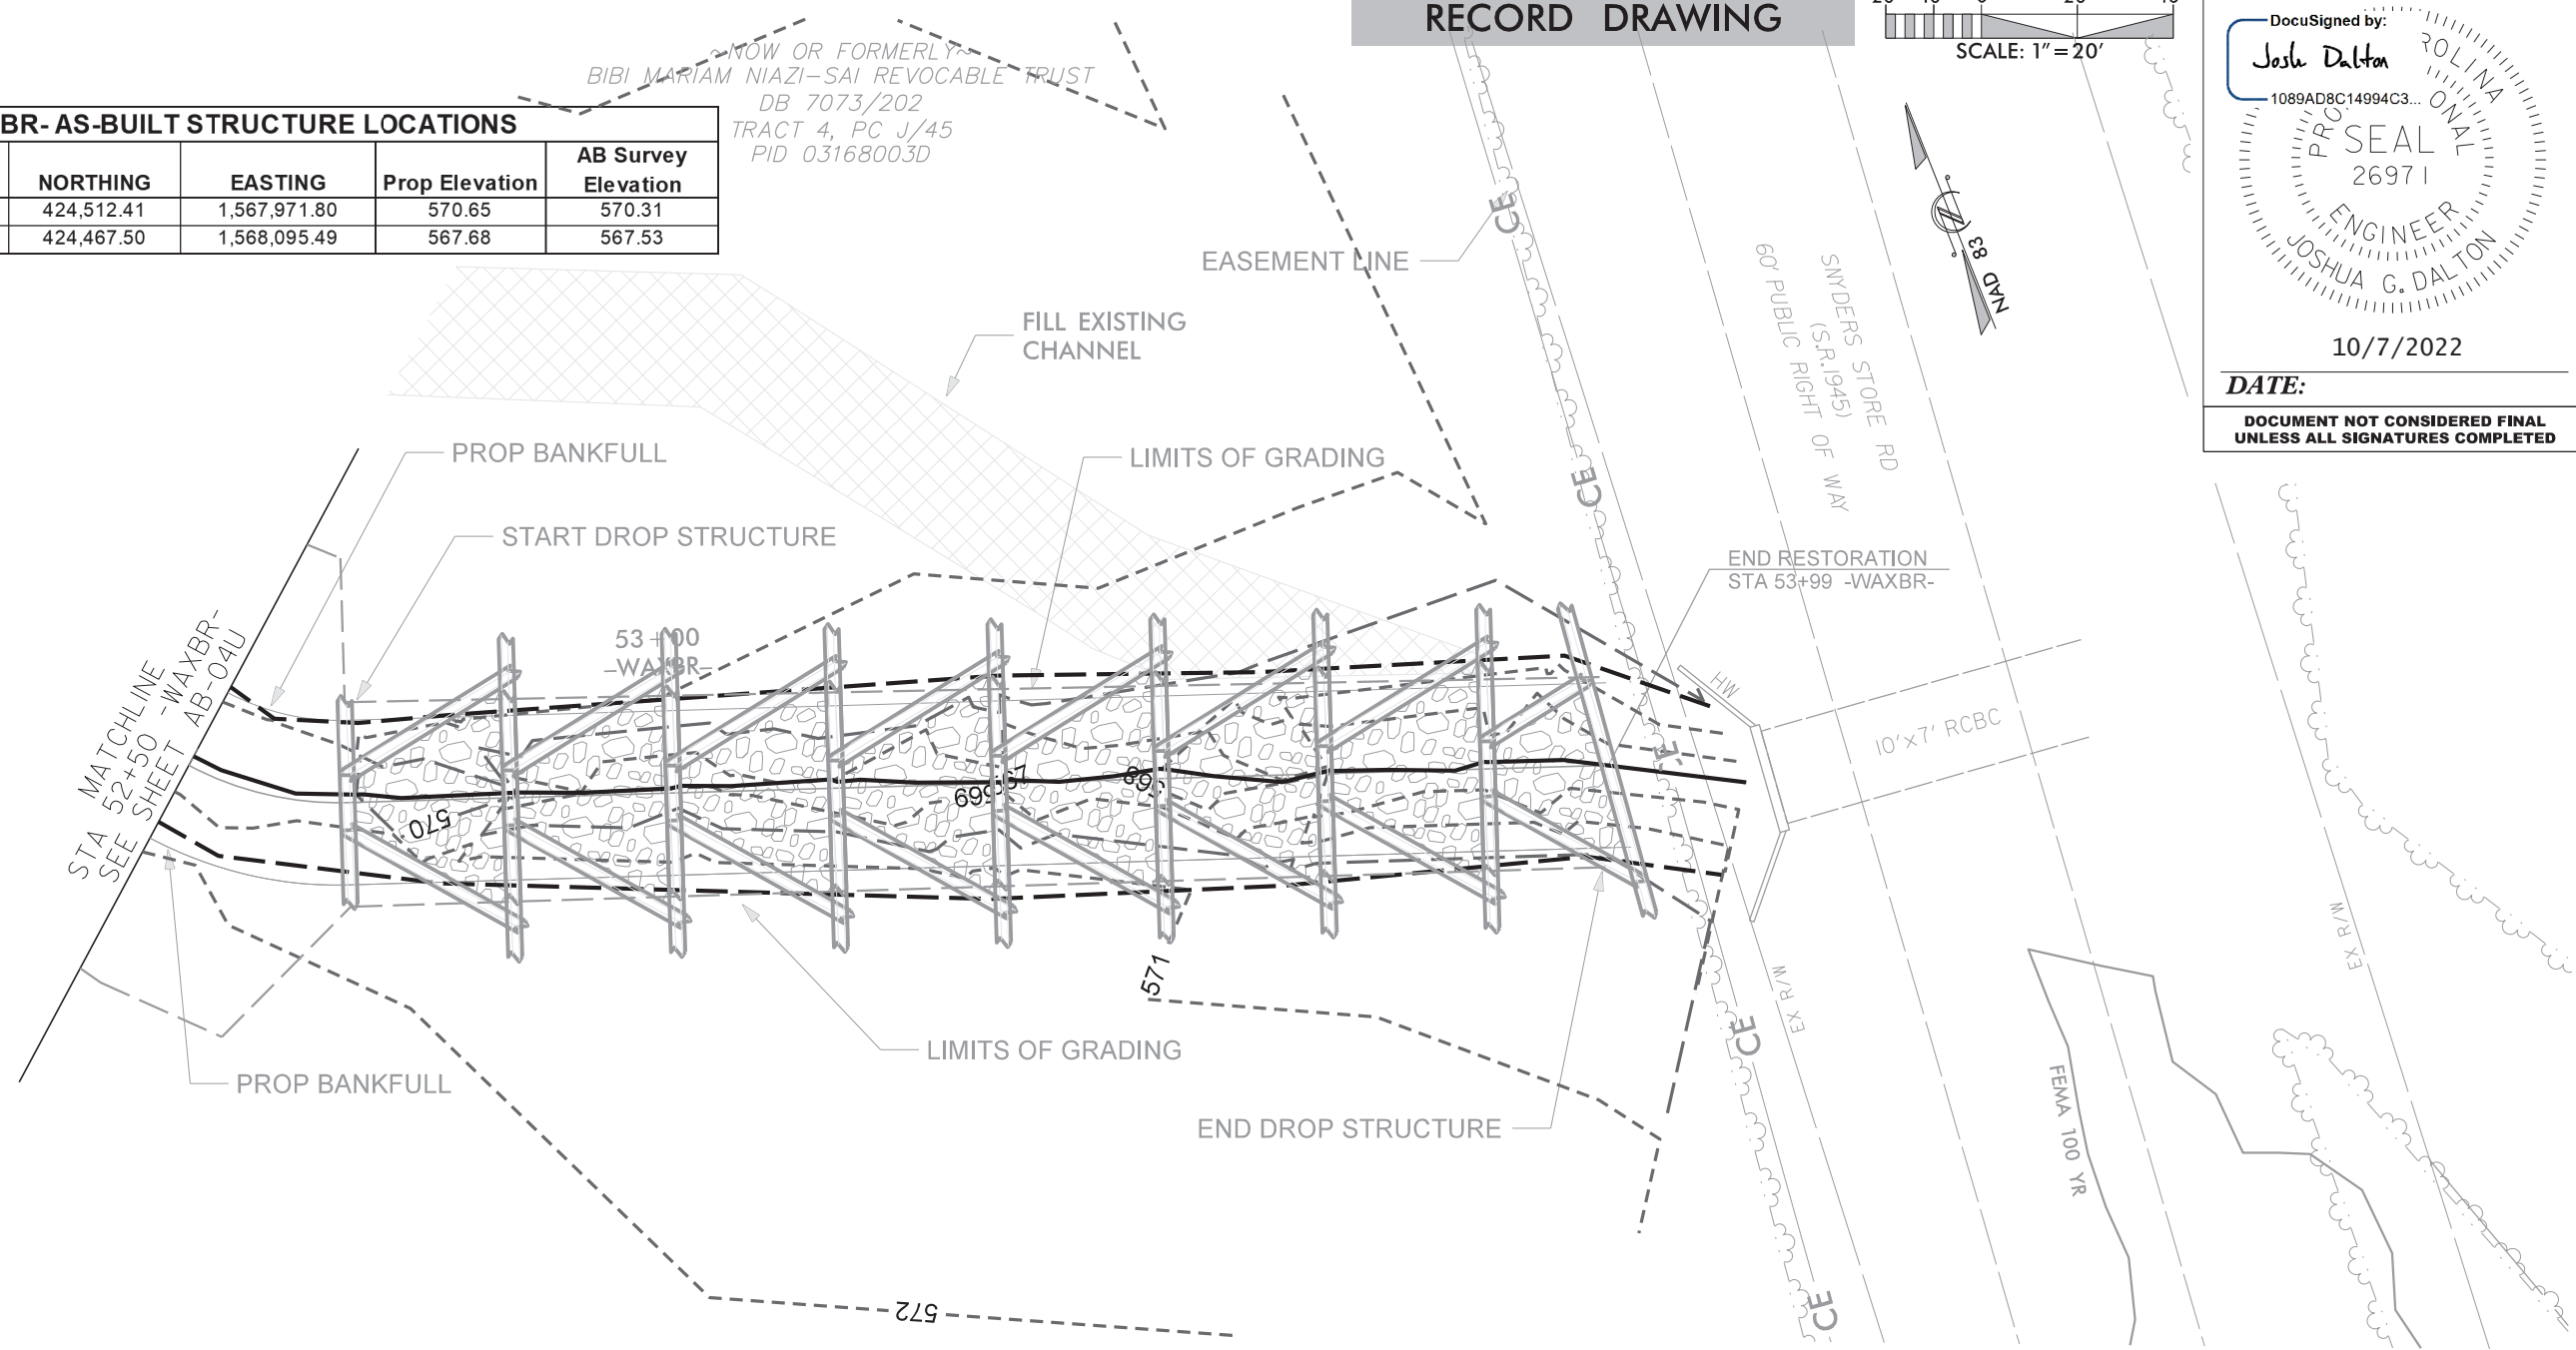 RECORD DRAWING
SCALE: 1"=20'
DocuSigned by:
Josh Dalton
1089AD8C14994C3...
SEAL
26971
ENGINEER
JOSHUA G. DALTON
10/7/2022
DATE:
DOCUMENT NOT CONSIDERED FINAL
UNLESS ALL SIGNATURES COMPLETED
~NOW OR FORMERLY~
BIBI MARIAM NIAZI-SAI REVOCABLE TRUST
DB 7073/202
TRACT 4, PC J/45
PID 03168003D
BR- AS-BUILT STRUCTURE LOCATIONS
NORTHING EASTING Prop Elevation AB Survey Elevation
424,512.41 1,567,971.80 570.65 570.31
424,467.50 1,568,095.49 567.68 567.53
NAD 83
CE
EASEMENT LINE
SNYDERS STORE RD
(S.R.1945)
60' PUBLIC RIGHT OF WAY
FILL EXISTING
CHANNEL
PROP BANKFULL
LIMITS OF GRADING
CE
START DROP STRUCTURE
END RESTORATION
STA 53+99 -WAXBR-
53+00
-WAXBR-
MATCHLINE
STA 52+50 -WAXBR-
SEE SHEET AB-04U
HW
10'x7' RCBC
570
569
567
568
571
EX R/W
EX R/W
CE
LIMITS OF GRADING
PROP BANKFULL
END DROP STRUCTURE
FEMA 100 YR
572
CE